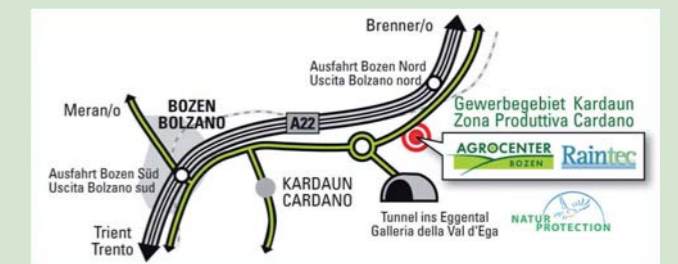 Brenner/o
Ausfahrt Bozen Nord
Uscita Bolzano nord
Meran/o
BOZEN
BOLZANO
A22
Gewerbegebiet Kardaun
Zona Produttiva Cardano
AGROCENTER
BOZEN
Raintec
Ausfahrt Bozen Süd
Uscita Bolzano sud
KARDAUN
CARDANO
Tunnel ins Eggental
Galleria della Val d'Ega
NATUR
PROTECTION
Trient
Trento